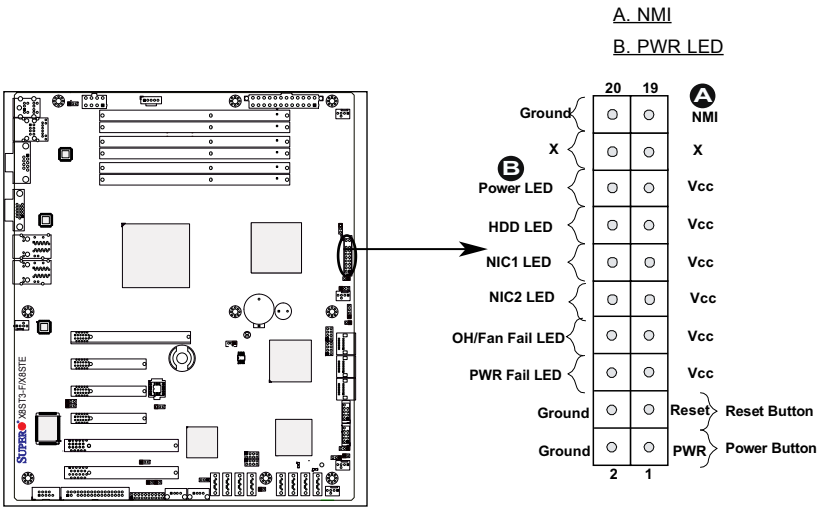 A. NMI
B. PWR LED
20 19
Ground A NMI
X X
B
Power LED Vcc
HDD LED Vcc
NIC1 LED Vcc
NIC2 LED Vcc
OH/Fan Fail LED Vcc
PWR Fail LED Vcc
Ground Reset Reset Button
Ground PWR Power Button
2 1
SUPER X8ST3-F/X8STE